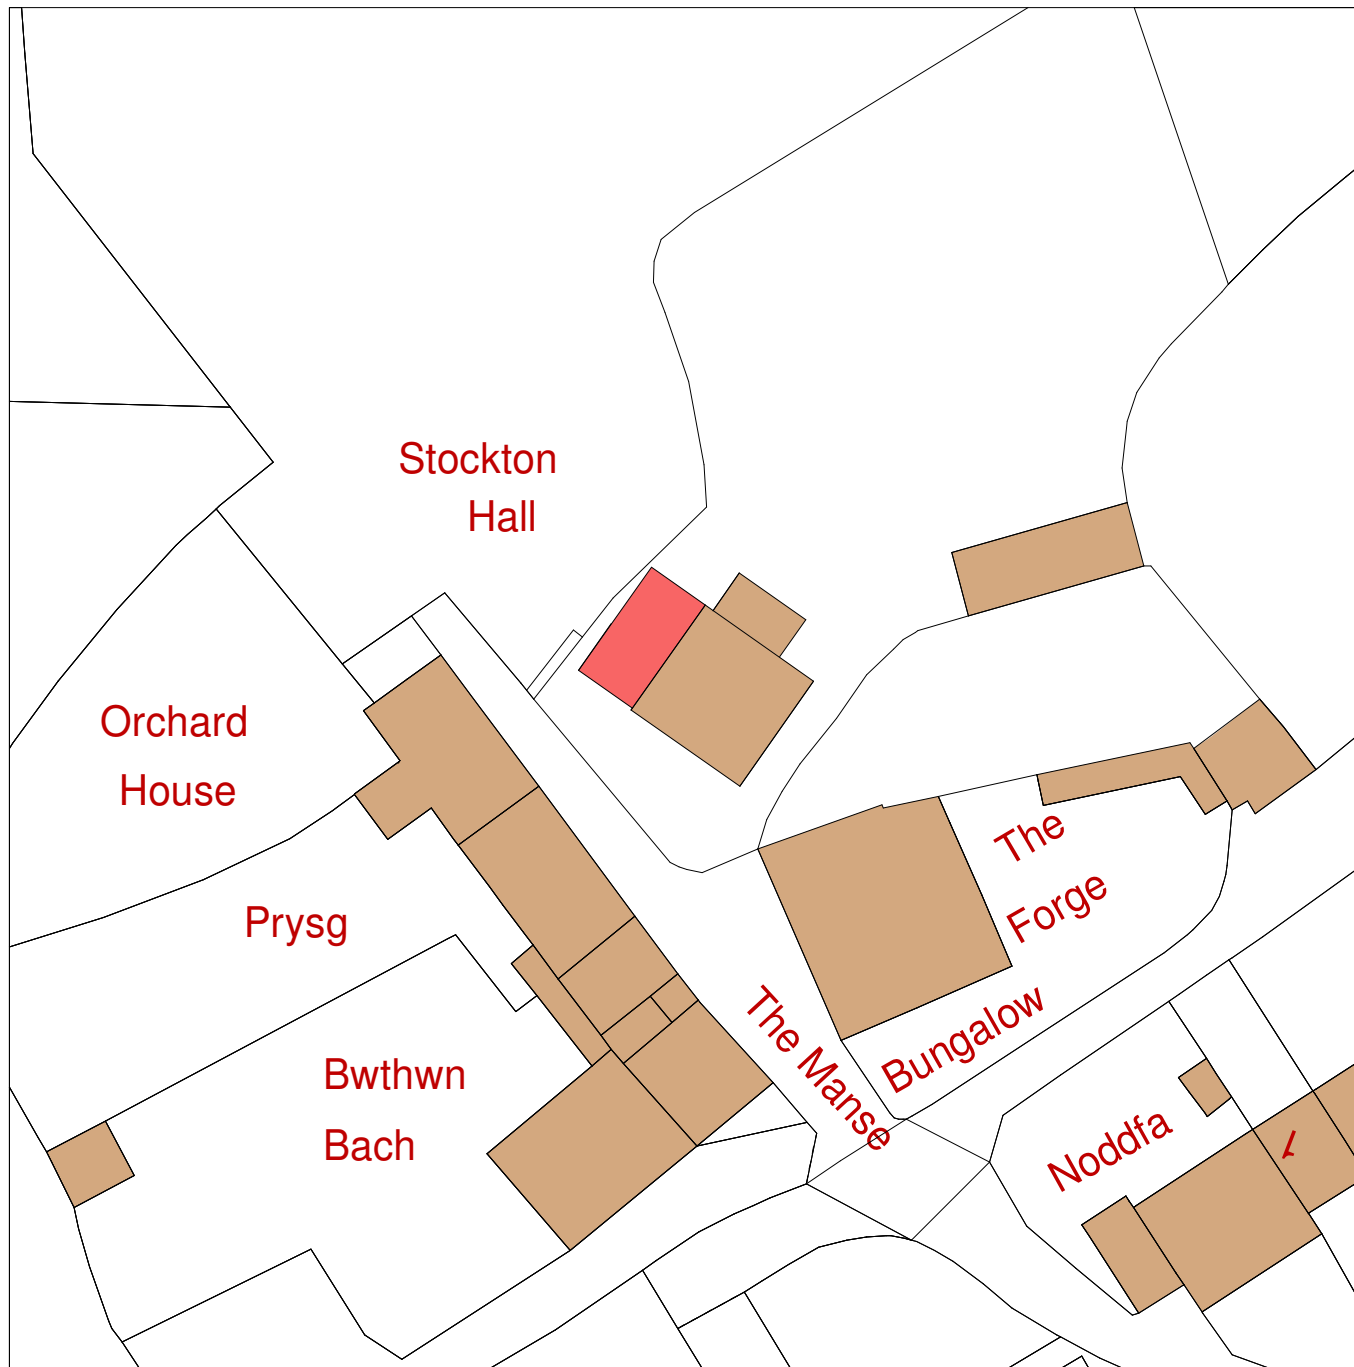 Stockton
Hall
Orchard
House
The
Forge
Prysg
Bungalow
The Manse
Bwthwn
Bach
Noddfa